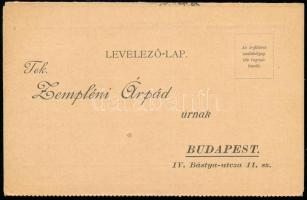 LEVELEZŐ-LAP.
Tek.
Zempléni Árpád
urnak
BUDAPEST.
IV. Bástya-utcza 11. sz.